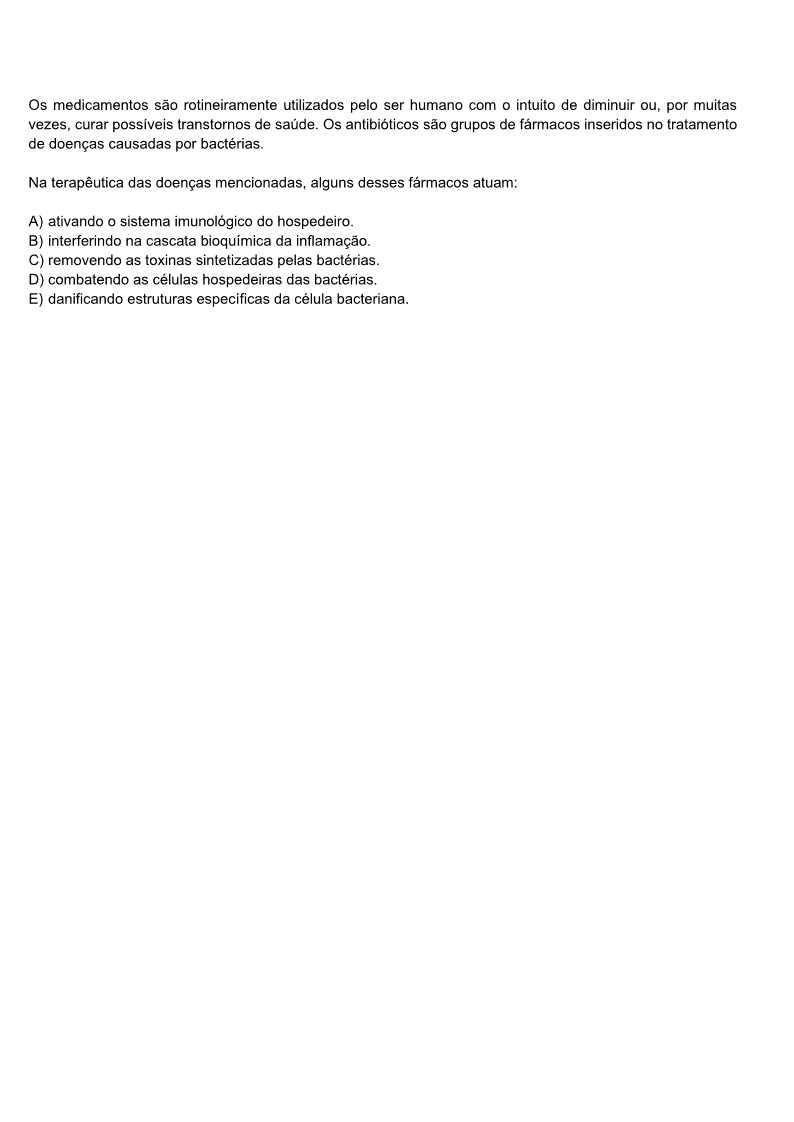 Os medicamentos são rotineiramente utilizados pelo ser humano com o intuito de diminuir ou, por muitas
vezes, curar possíveis transtornos de saúde. Os antibióticos são grupos de fármacos inseridos no tratamento
de doenças causadas por bactérias.
Na terapêutica das doenças mencionadas, alguns desses fármacos atuam:
A) ativando o sistema imunológico do hospedeiro.
B) interferindo na cascata bioquímica da inflamação.
C) removendo as toxinas sintetizadas pelas bactérias.
D) combatendo as células hospedeiras das bactérias.
E) danificando estruturas específicas da célula bacteriana.